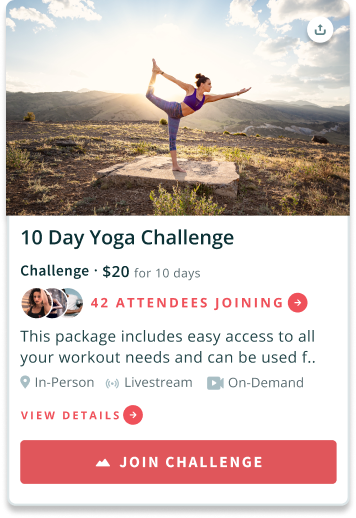 10 Day Yoga Challenge
Challenge · $20 for 10 days
42 ATTENDEES JOINING
This package includes easy access to all
your workout needs and can be used f..
In-Person Livestream On-Demand
VIEW DETAILS
JOIN CHALLENGE